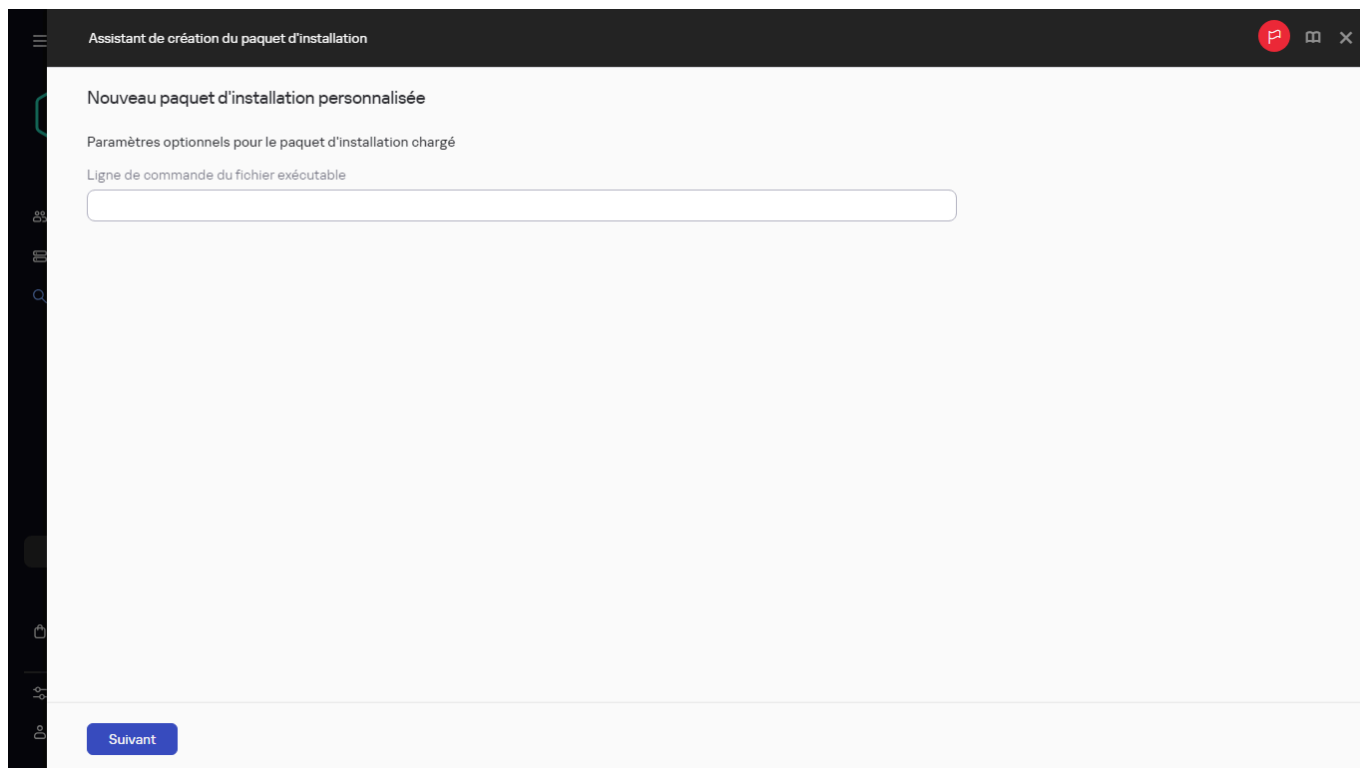 Assistant de création du paquet d'installation
Nouveau paquet d'installation personnalisée
Paramètres optionnels pour le paquet d'installation chargé
Ligne de commande du fichier exécutable
Suivant